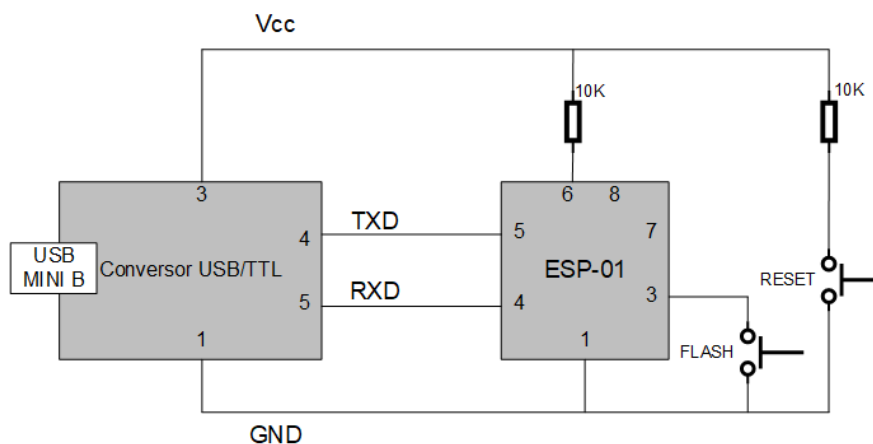 Vcc
10K
10K
3
6
8
TXD
4
5
7
USB
MINI B
Conversor USB/TTL
ESP-01
RXD
5
4
3
RESET
1
1
FLASH
GND